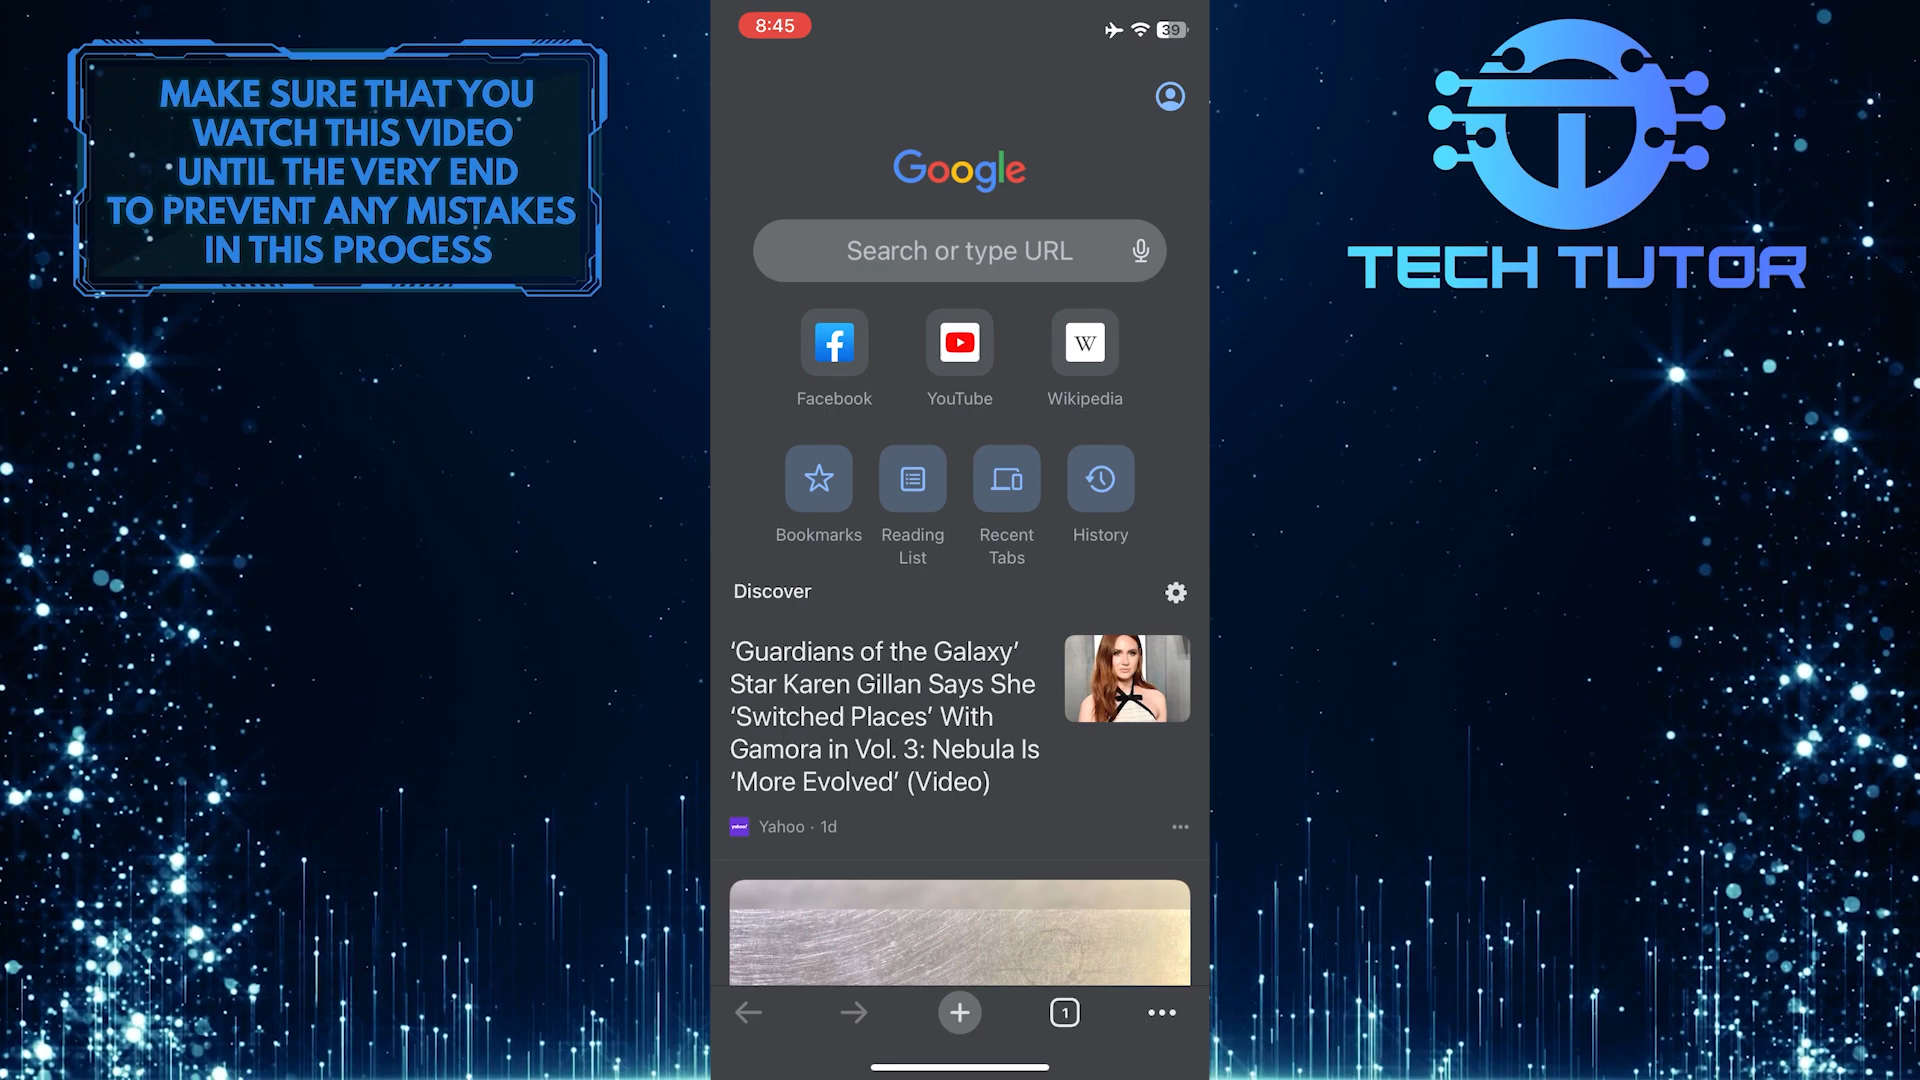 MAKE SURE THAT YOU
WATCH THIS VIDEO
UNTIL THE VERY END
TO PREVENT ANY MISTAKES
IN THIS PROCESS
8:45
39
Google
Search or type URL
W
Facebook
YouTube
Wikipedia
Bookmarks
Reading
List
Recent
Tabs
History
Discover
‘Guardians of the Galaxy’
Star Karen Gillan Says She
‘Switched Places’ With
Gamora in Vol. 3: Nebula Is
‘More Evolved’ (Video)
yahoo!
Yahoo · 1d
1
TECH TUTOR